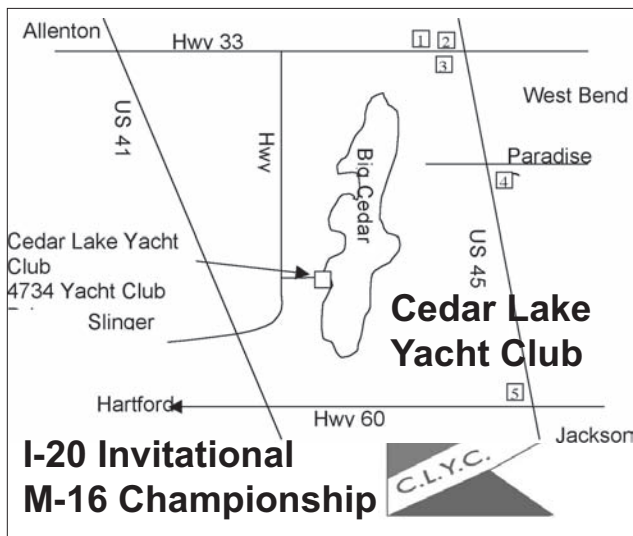 Allenton
Hwy 33
1
2
3
West Bend
US 41
Hwy
Big Cedar
Paradise
4
Cedar Lake Yacht
Club
4734 Yacht Club
US 45
Slinger
Cedar Lake
Yacht Club
5
Hartford
Hwy 60
Jackson
I-20 Invitational
M-16 Championship
C.L.Y.C.